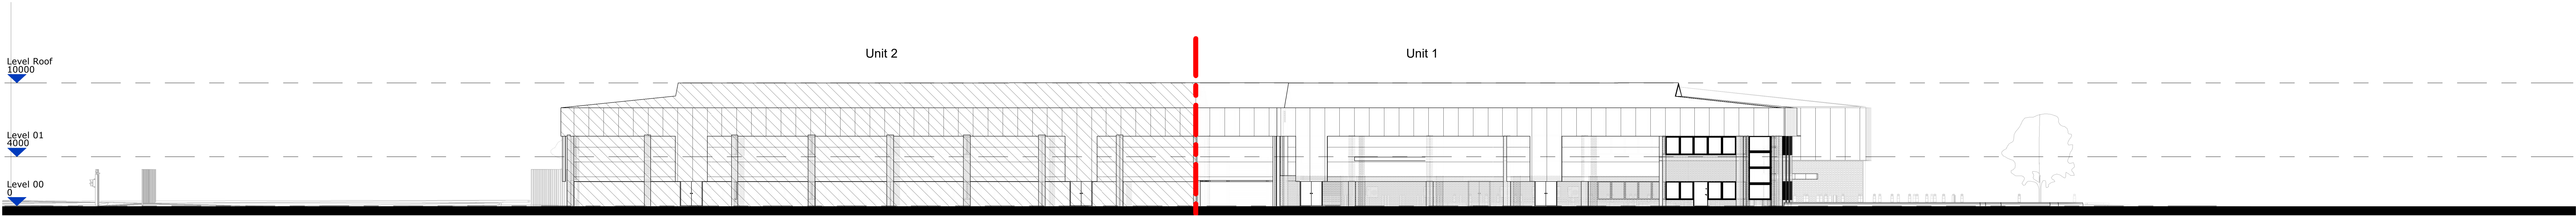 Unit 2
Unit 1
Level Roof
10000
Level 01
4000
Level 00
0